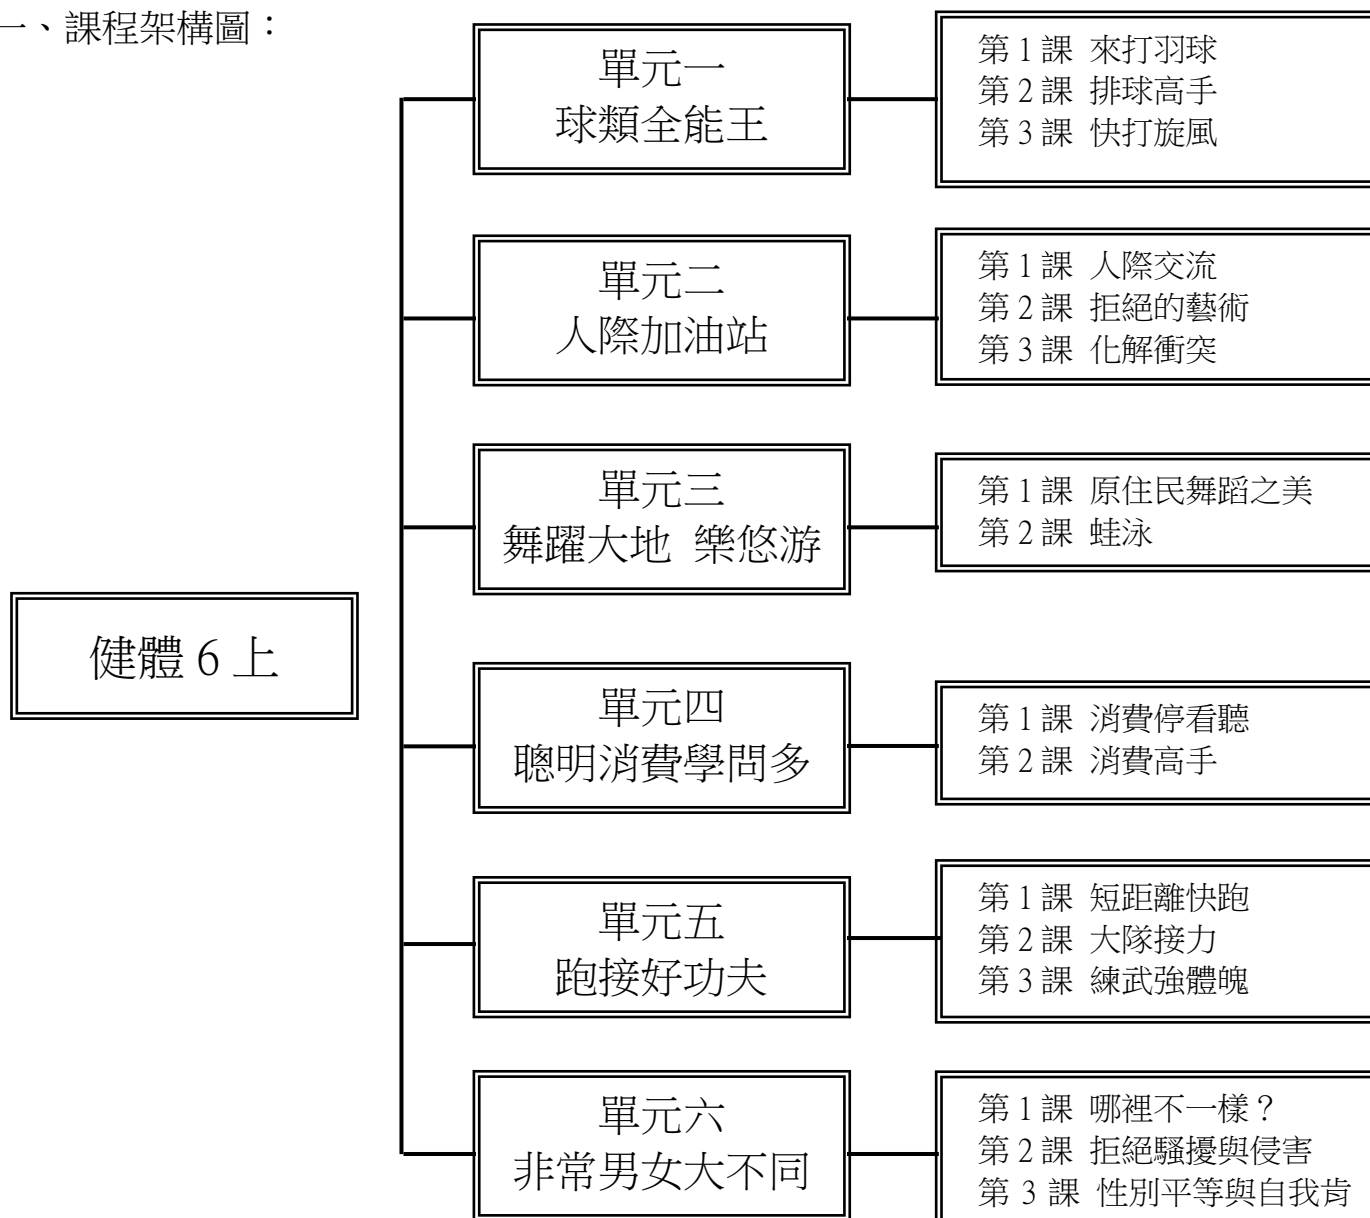 一、課程架構圖：
單元一
球類全能王
第1課 來打羽球
第2課 排球高手
第3課 快打旋風
單元二
人際加油站
第1課 人際交流
第2課 拒絕的藝術
第3課 化解衝突
單元三
舞躍大地 樂悠游
第1課 原住民舞蹈之美
第2課 蛙泳
健體6上
單元四
聰明消費學問多
第1課 消費停看聽
第2課 消費高手
單元五
跑接好功夫
第1課 短距離快跑
第2課 大隊接力
第3課 練武強體魄
單元六
非常男女大不同
第1課 哪裡不一樣？
第2課 拒絕騷擾與侵害
第3課 性別平等與自我肯